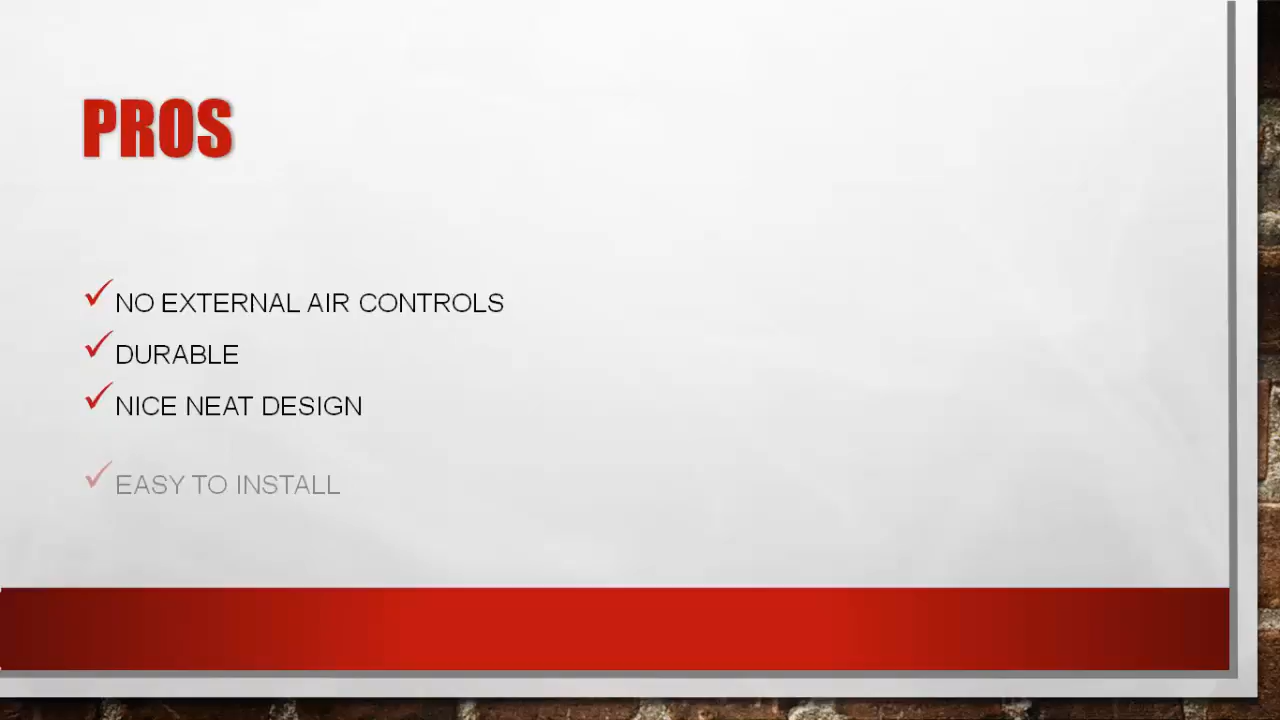 PROS
NO EXTERNAL AIR CONTROLS
DURABLE
NICE NEAT DESIGN
EASY TO INSTALL